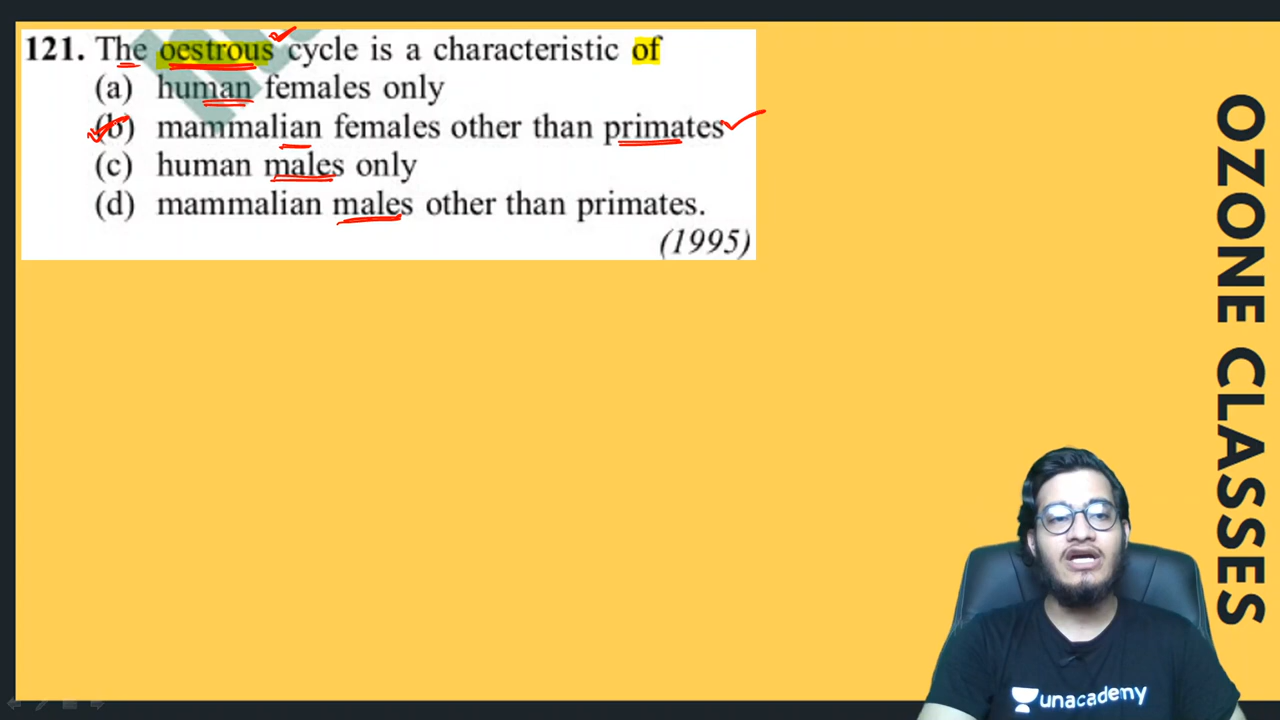 121. The oestrous cycle is a characteristic of
(a) human females only
(b) mammalian females other than primates
(c) human males only
(d) mammalian males other than primates.
(1995)
OZONE CLASSES
unacademy